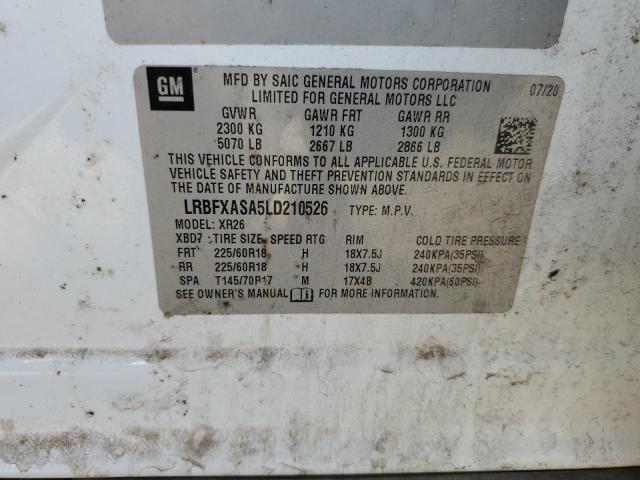 GM ®
MFD BY SAIC GENERAL MOTORS CORPORATION 07/20
LIMITED FOR GENERAL MOTORS LLC
GVWR GAWR FRT GAWR RR
2300 KG 1210 KG 1300 KG
5070 LB 2667 LB 2866 LB
THIS VEHICLE CONFORMS TO ALL APPLICABLE U.S. FEDERAL MOTOR
VEHICLE SAFETY AND THEFT PREVENTION STANDARDS IN EFFECT
ON THE DATE OF MANUFACTURE SHOWN ABOVE.
LRBFXASA5LD210526 TYPE: M.P.V.
MODEL: XR26
XBD7 TIRE SIZE SPEED RTG RIM COLD TIRE PRESSURE
FRT 225/60R18 H 18X7.5J 240KPA(35PSI)
RR 225/60R18 H 18X7.5J 240KPA(35PSI)
SPA T145/70R17 M 17X4B 420KPA(60PSI)
SEE OWNER'S MANUAL i FOR MORE INFORMATION.